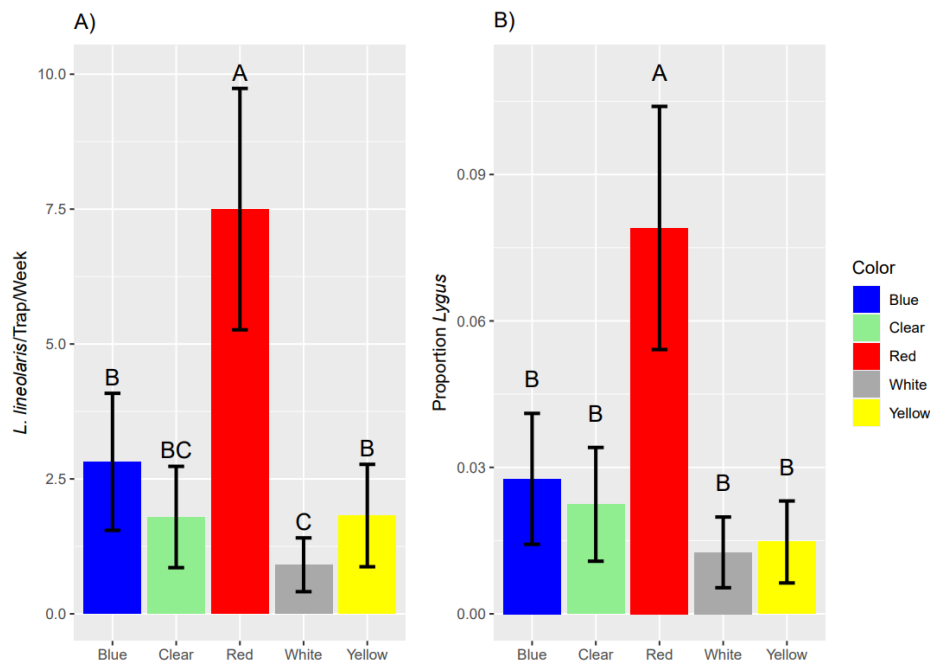 A)
L. lineolaris/Trap/Week
10.0
7.5
5.0
2.5
0.0
B
BC
A
C
B
Blue
Clear
Red
White
Yellow
B)
Proportion Lygus
0.09
0.06
0.03
0.00
B
B
A
B
B
Blue
Clear
Red
White
Yellow
Color
Blue
Clear
Red
White
Yellow